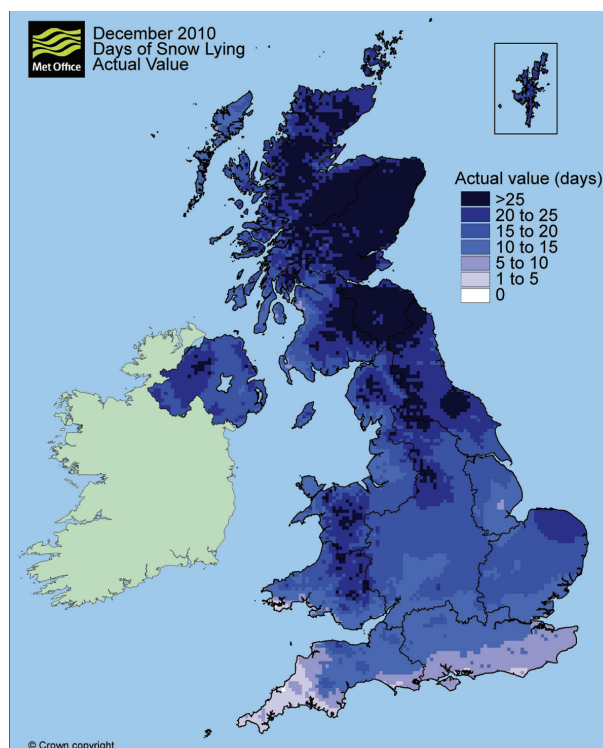 Met Office
December 2010
Days of Snow Lying
Actual Value
Actual value (days)
>25
20 to 25
15 to 20
10 to 15
5 to 10
1 to 5
0
© Crown copyright